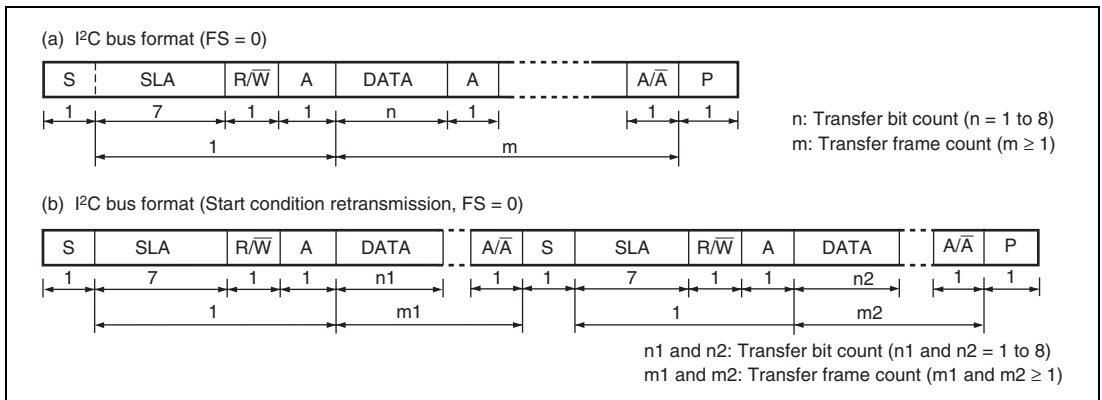 (a) I²C bus format (FS = 0)
S SLA R/W̅ A DATA A A/A̅ P
1 7 1 1 n 1 1 1
1 m
n: Transfer bit count (n = 1 to 8)
m: Transfer frame count (m ≥ 1)
(b) I²C bus format (Start condition retransmission, FS = 0)
S SLA R/W̅ A DATA A/A̅ S SLA R/W̅ A DATA A/A̅ P
1 7 1 1 n1 1 1 7 1 1 n2 1 1
1 m1 1 m2
n1 and n2: Transfer bit count (n1 and n2 = 1 to 8)
m1 and m2: Transfer frame count (m1 and m2 ≥ 1)